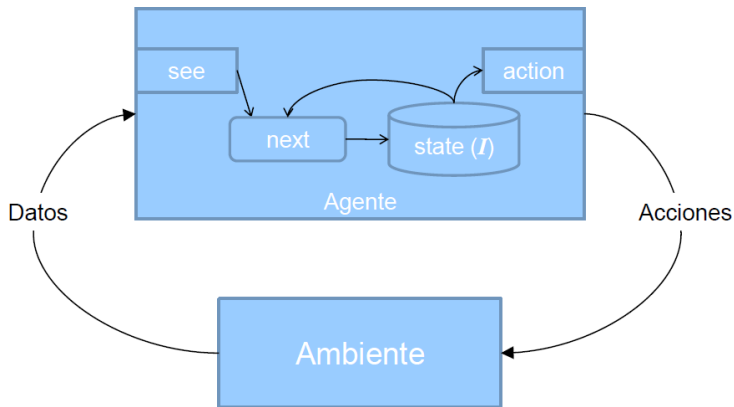 see
action
next
state (I)
Agente
Datos
Acciones
Ambiente